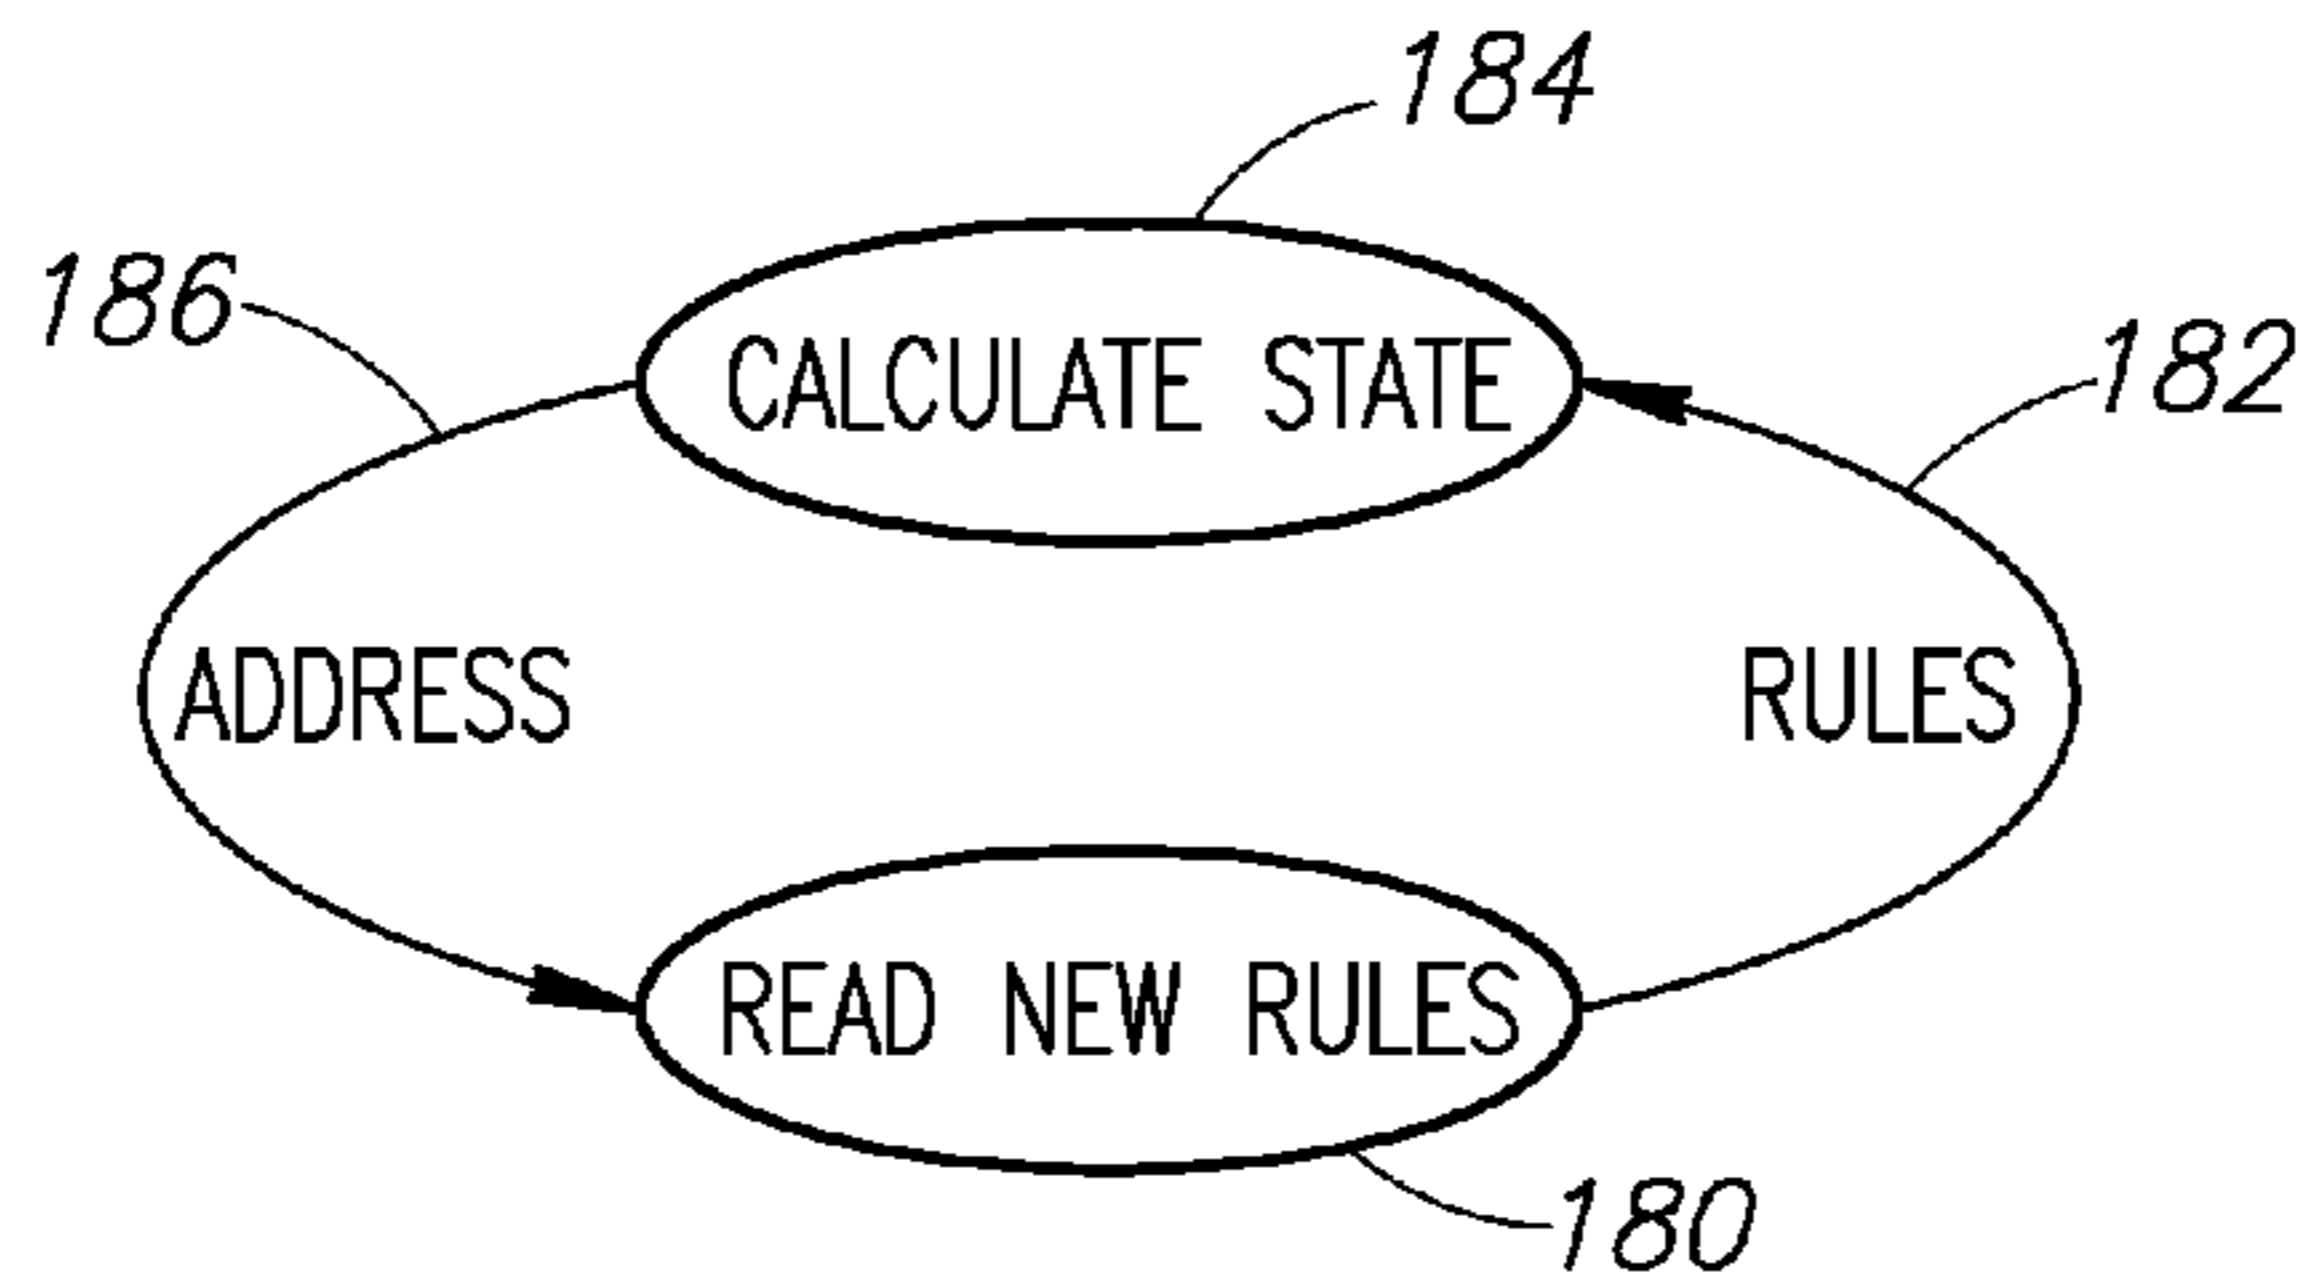 184
186
CALCULATE STATE
182
ADDRESS
RULES
READ NEW RULES
180